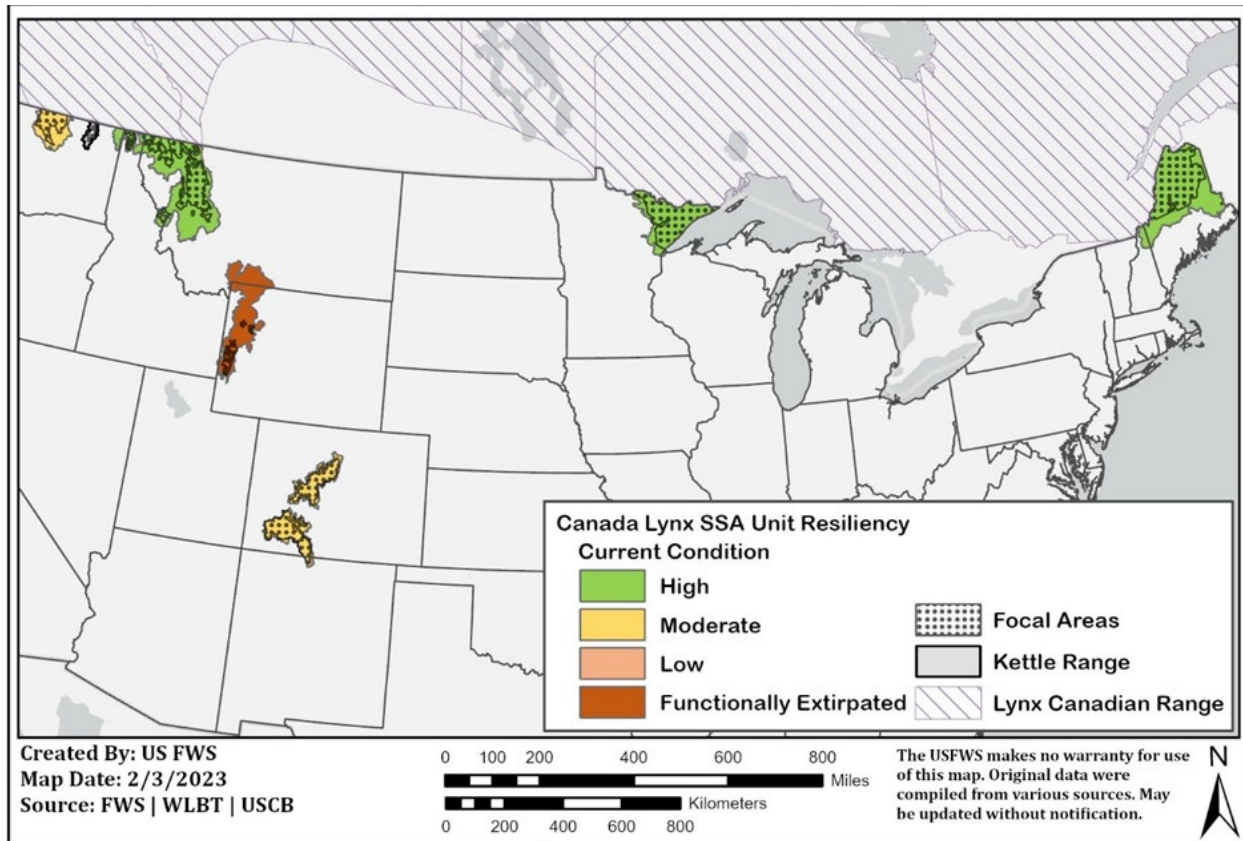 Canada Lynx SSA Unit Resiliency
Current Condition
High
Moderate
Low
Functionally Extirpated
Focal Areas
Kettle Range
Lynx Canadian Range
Created By: US FWS
Map Date: 2/3/2023
Source: FWS | WLBT | USCB
0 100 200 400 600 800
Miles
Kilometers
0 200 400 600 800
The USFWS makes no warranty for use
of this map. Original data were
compiled from various sources. May
be updated without notification.
N